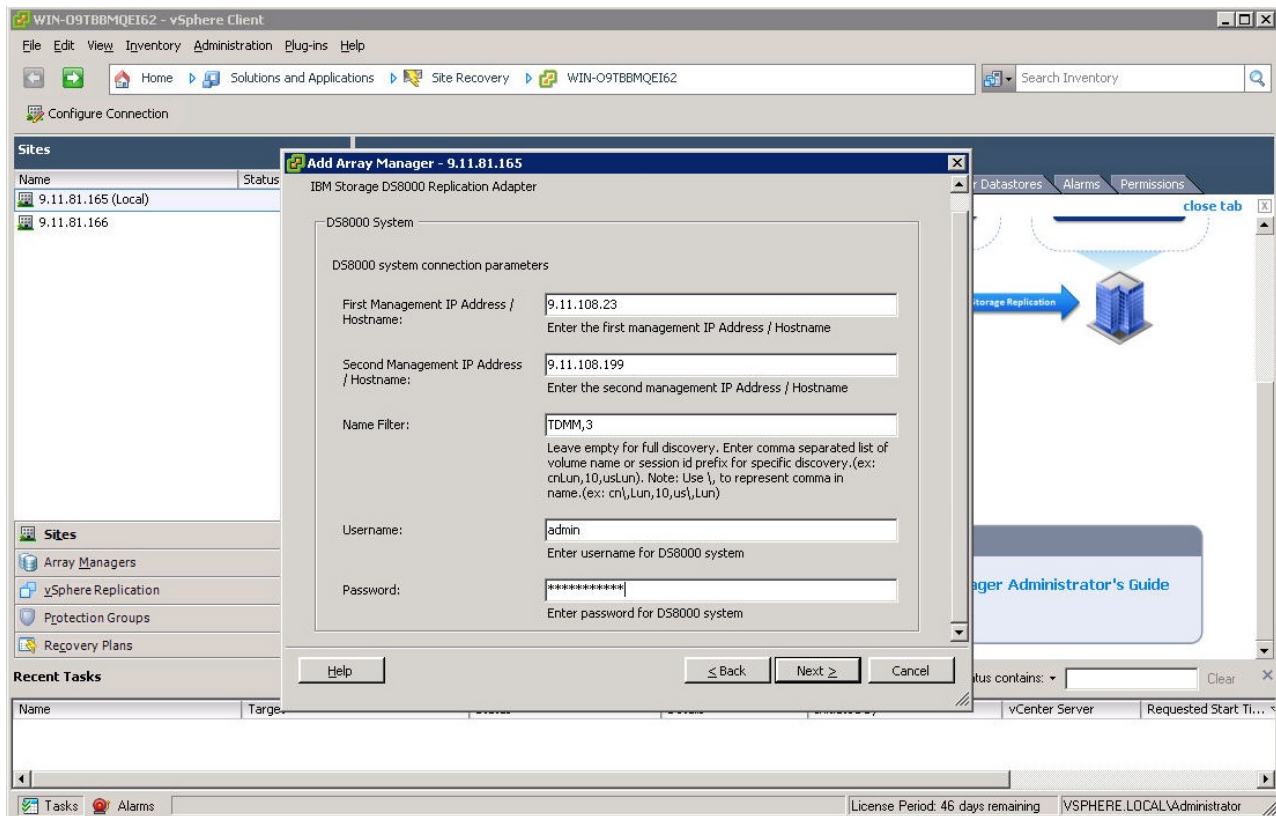 WIN-O9TBBMQEI62 - vSphere Client
File Edit View Inventory Administration Plug-ins Help
Home Solutions and Applications Site Recovery WIN-O9TBBMQEI62
Search Inventory
Configure Connection
Sites
Name Status
9.11.81.165 (Local)
9.11.81.166
Add Array Manager - 9.11.81.165
IBM Storage DS8000 Replication Adapter
DS8000 System
DS8000 system connection parameters
First Management IP Address /
Hostname:
9.11.108.23
Enter the first management IP Address / Hostname
Second Management IP Address
/ Hostname:
9.11.108.199
Enter the second management IP Address / Hostname
Name Filter:
TDMM,3
Leave empty for full discovery. Enter comma separated list of
volume name or session id prefix for specific discovery.(ex:
cnLun,10,usLun). Note: Use \, to represent comma in
name.(ex: cn\,Lun,10,us\,Lun)
Username:
admin
Enter username for DS8000 system
Password:
***********
Enter password for DS8000 system
Help
< Back Next > Cancel
r Datastores Alarms Permissions
close tab
Storage Replication
ager Administrator's Guide
Sites
Array Managers
vSphere Replication
Protection Groups
Recovery Plans
Recent Tasks
tus contains: Clear
Name Target vCenter Server Requested Start Ti...
Tasks Alarms
License Period: 46 days remaining VSPHERE.LOCAL\Administrator